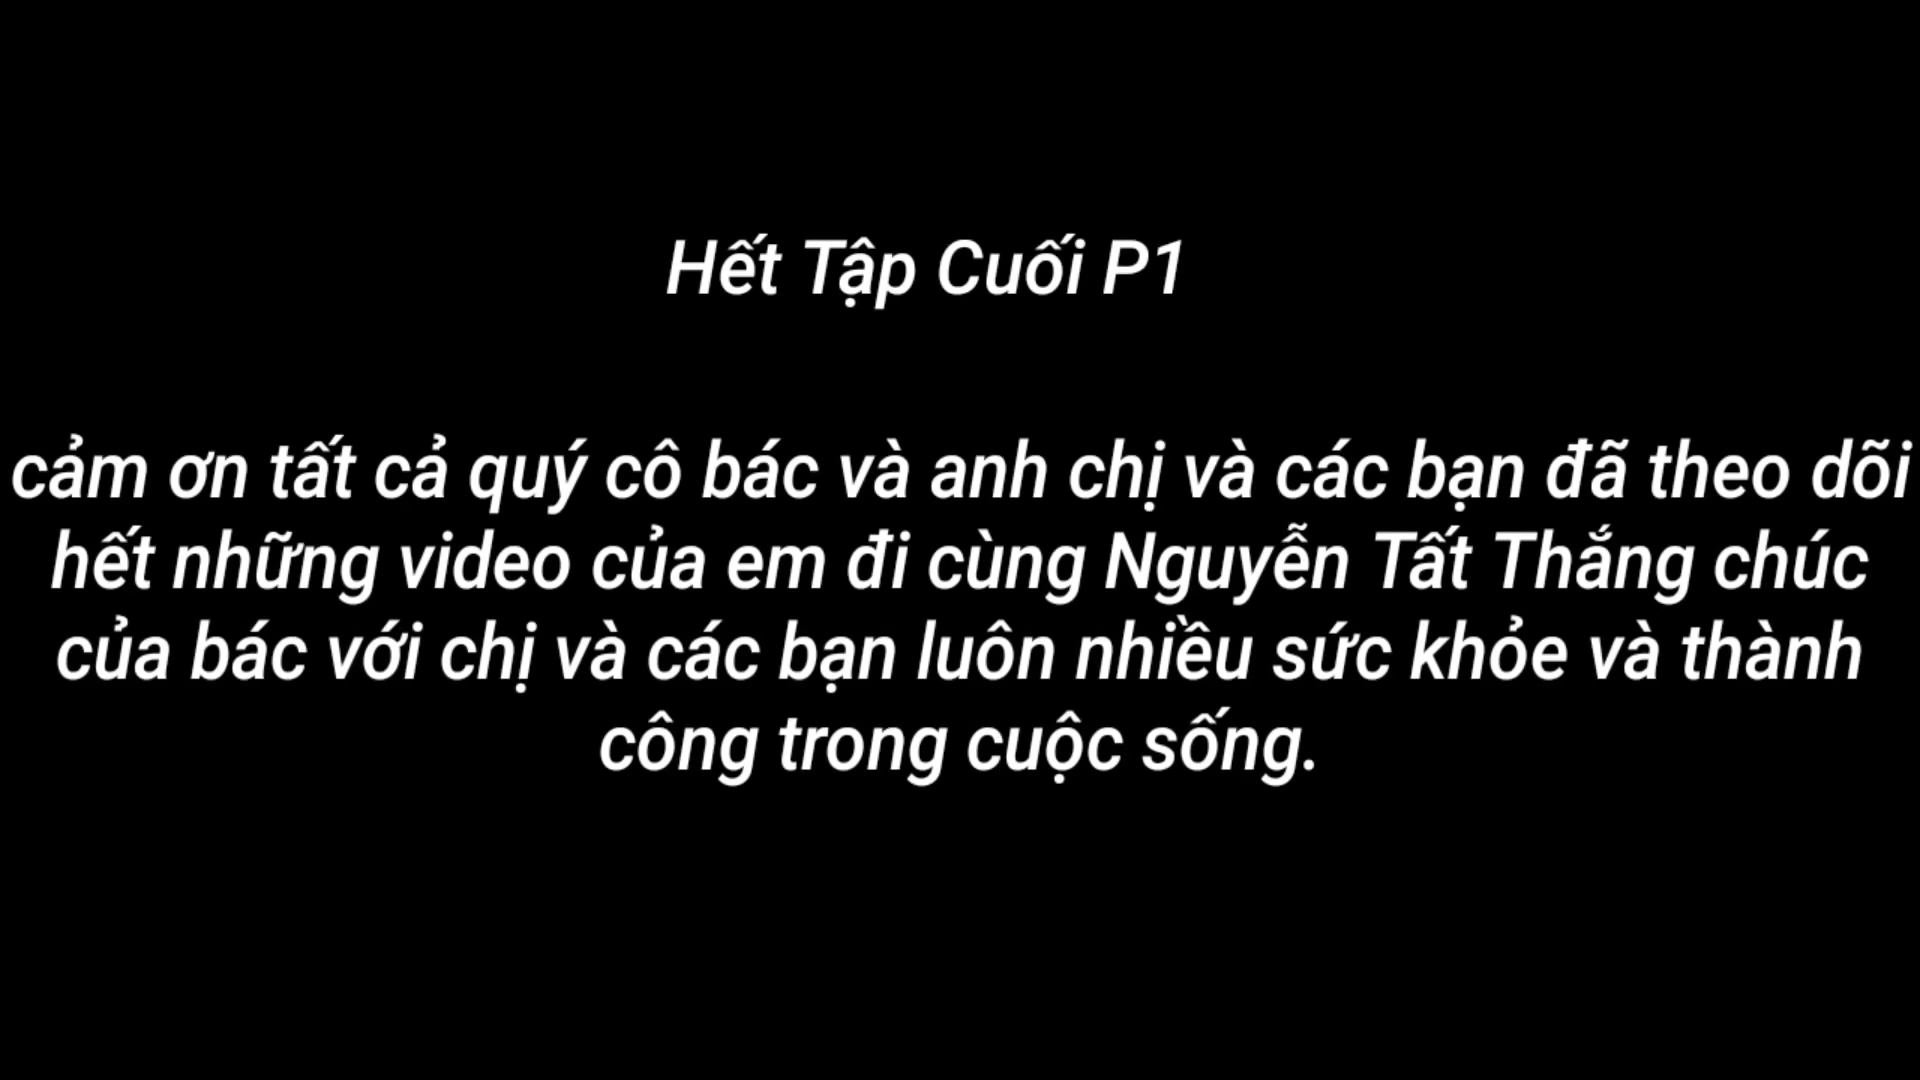 Hết Tập Cuối P1
cảm ơn tất cả quý cô bác và anh chị và các bạn đã theo dõi
hết những video của em đi cùng Nguyễn Tất Thắng chúc
của bác với chị và các bạn luôn nhiều sức khỏe và thành
công trong cuộc sống.